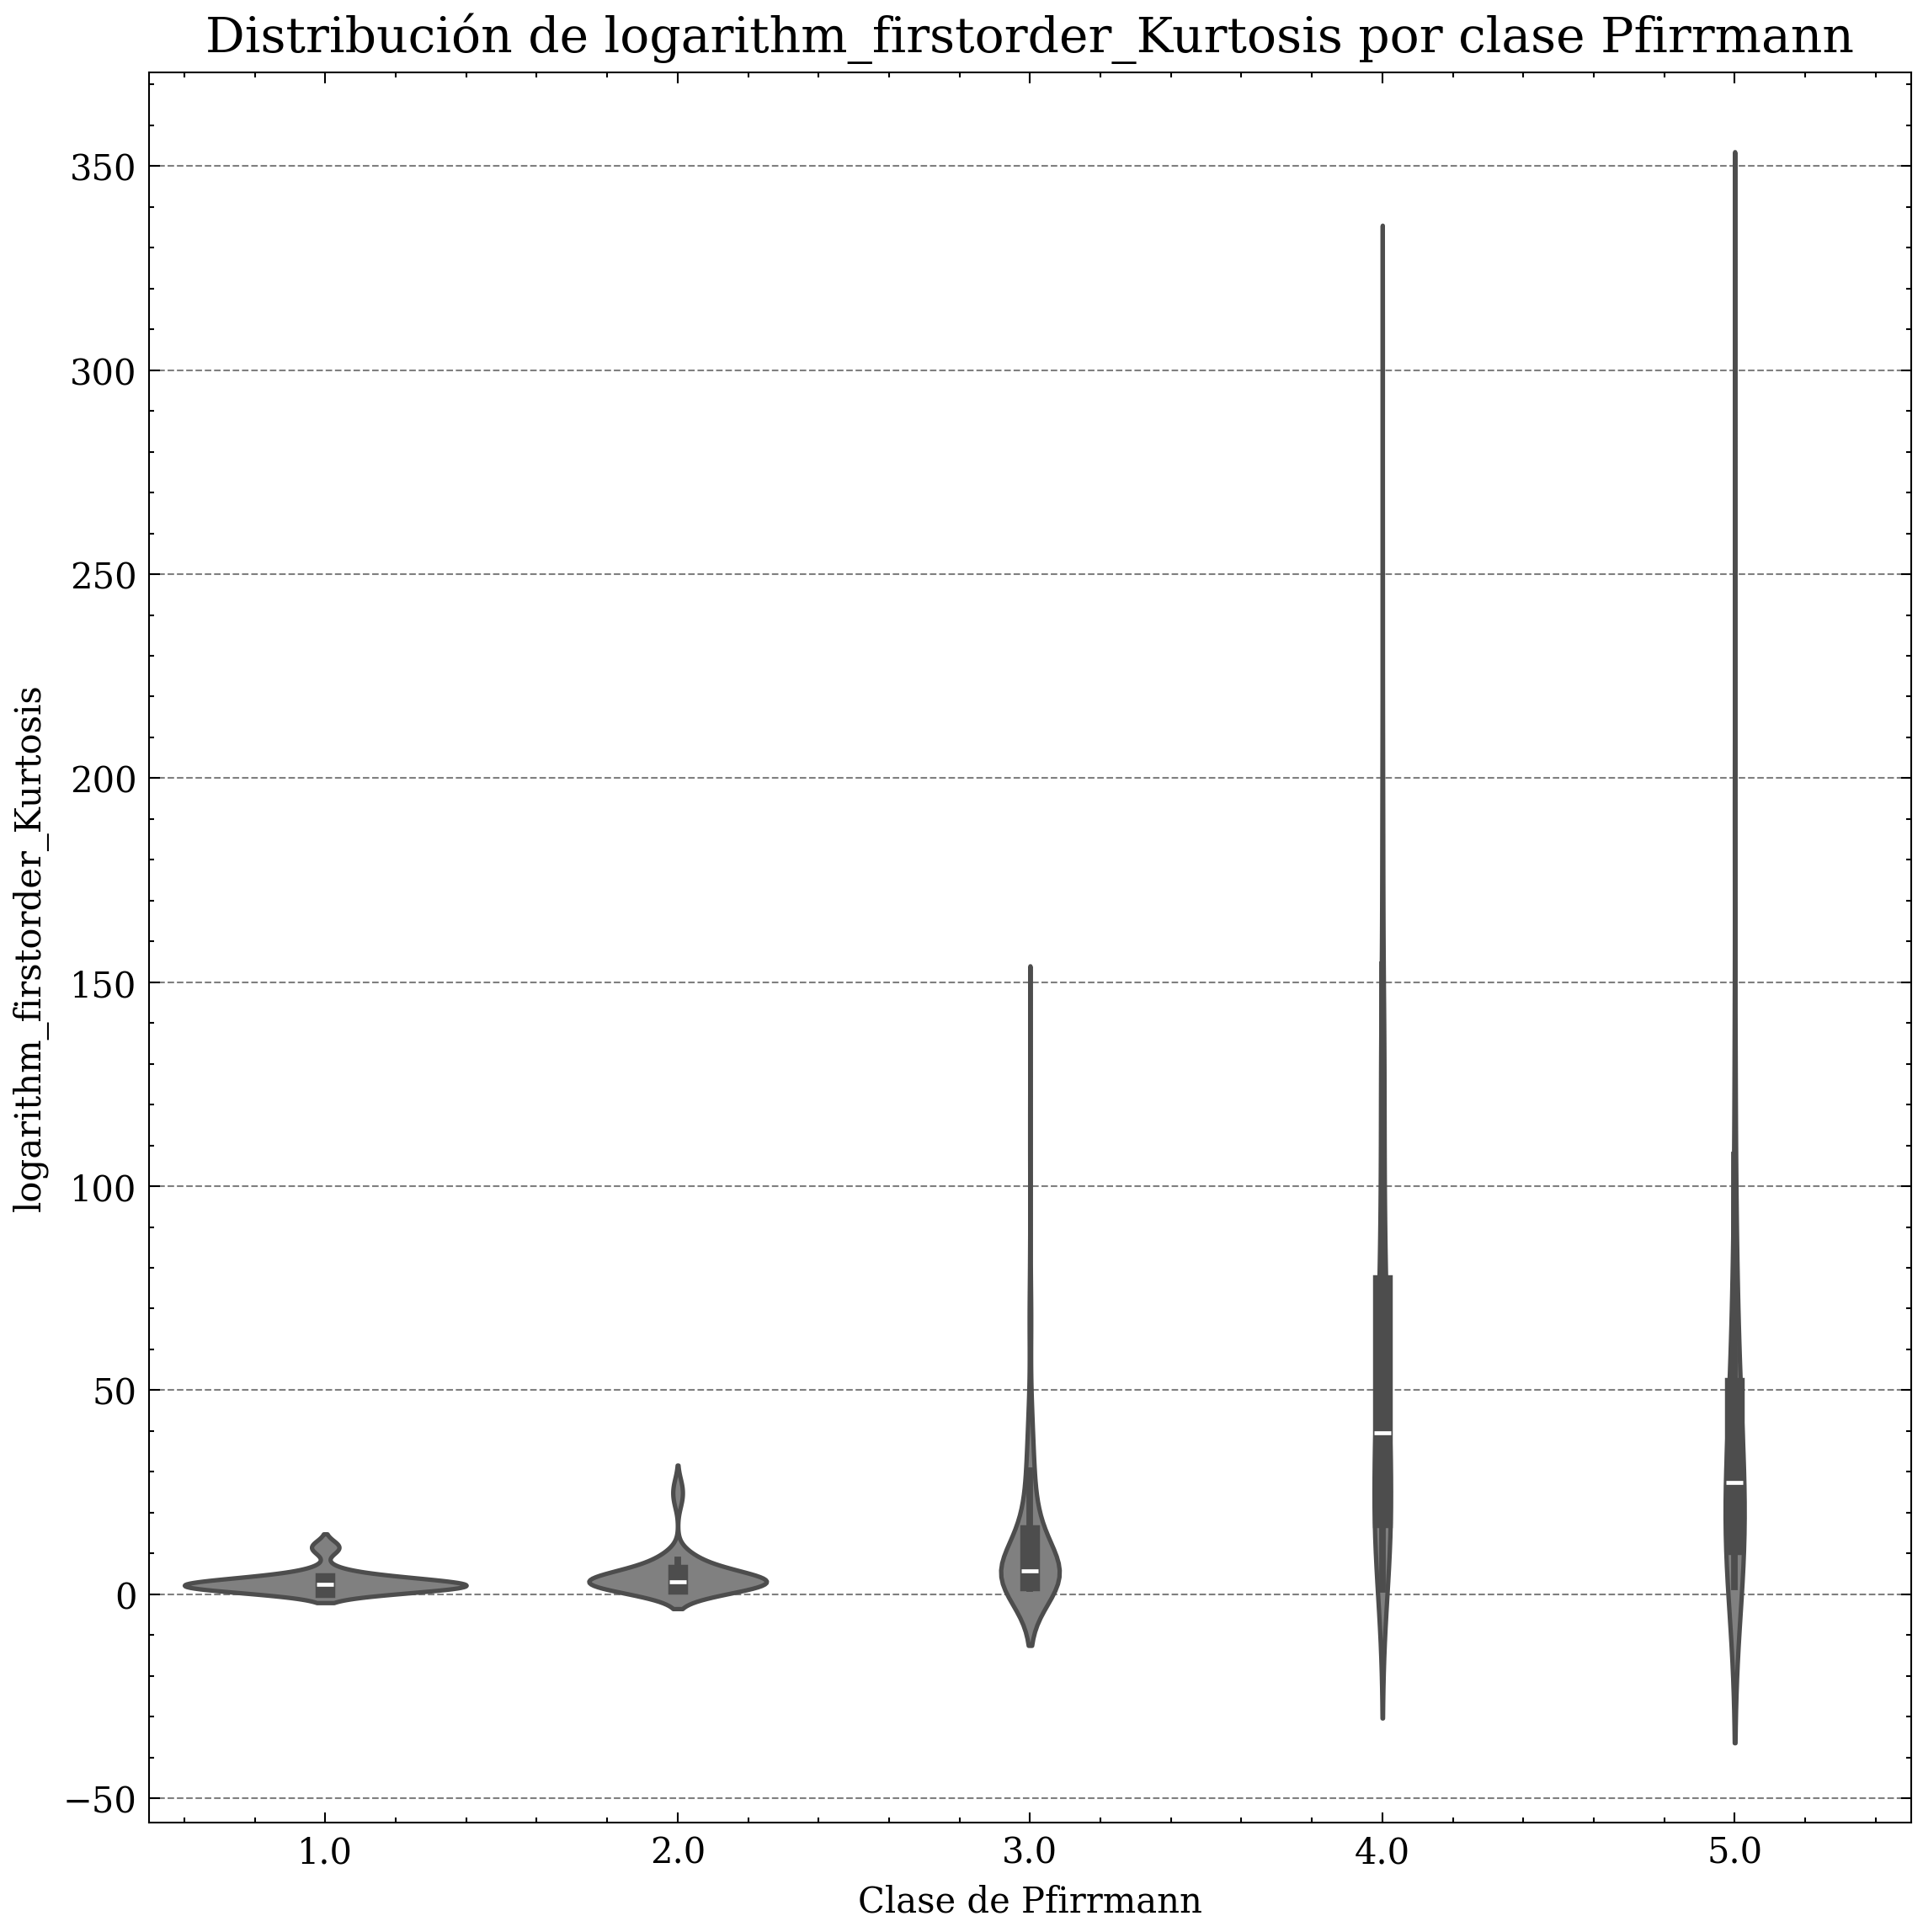 Distribución de logarithm_firstorder_Kurtosis por clase Pfirrmann
logarithm_firstorder_Kurtosis
350
300
250
200
150
100
50
0
−50
1.0 2.0 3.0 4.0 5.0
Clase de Pfirrmann